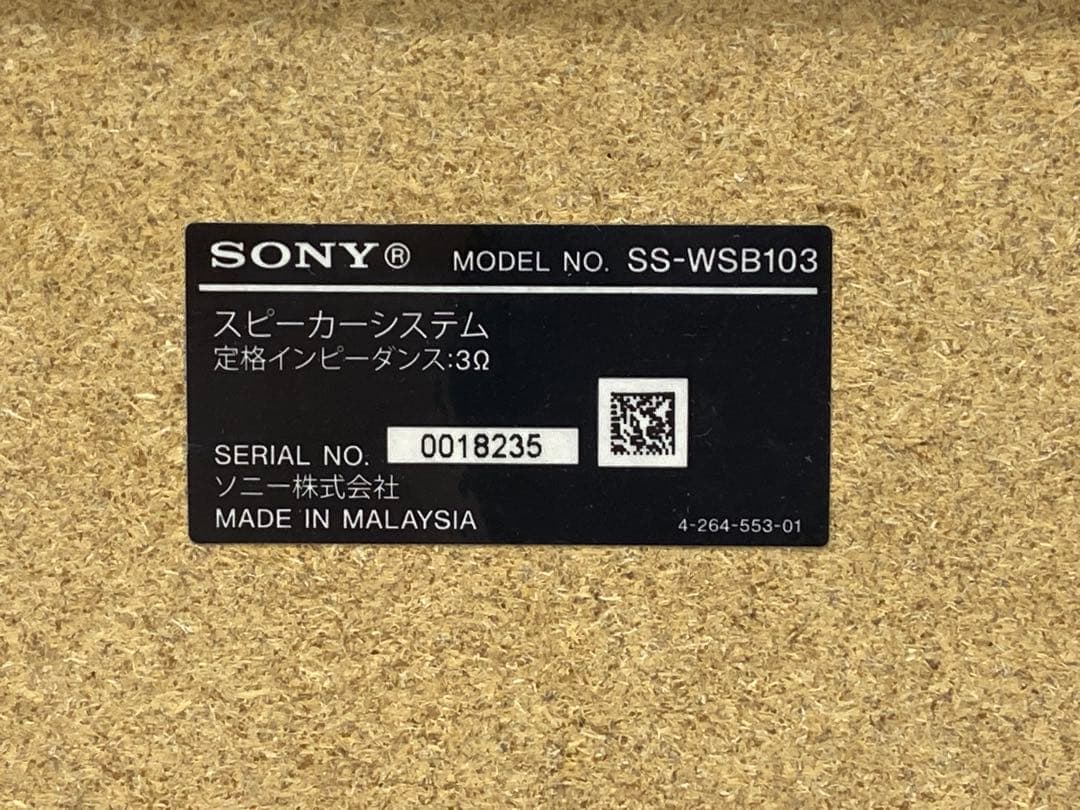 SONY® MODEL NO. SS-WSB103
スピーカーシステム
定格インピーダンス:3Ω
SERIAL NO. 0018235
ソニー株式会社
MADE IN MALAYSIA 4-264-553-01